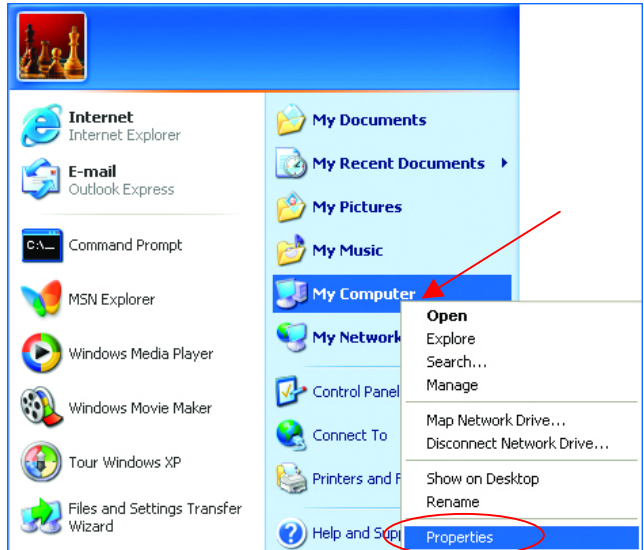 Internet
Internet Explorer
E-mail
Outlook Express
C:\_
Command Prompt
MSN Explorer
Windows Media Player
Windows Movie Maker
Tour Windows XP
Files and Settings Transfer
Wizard
My Documents
My Recent Documents
My Pictures
My Music
My Computer
My Network
Control Panel
Connect To
Printers and F
Help and Sup
Open
Explore
Search...
Manage
Map Network Drive...
Disconnect Network Drive...
Show on Desktop
Rename
Properties